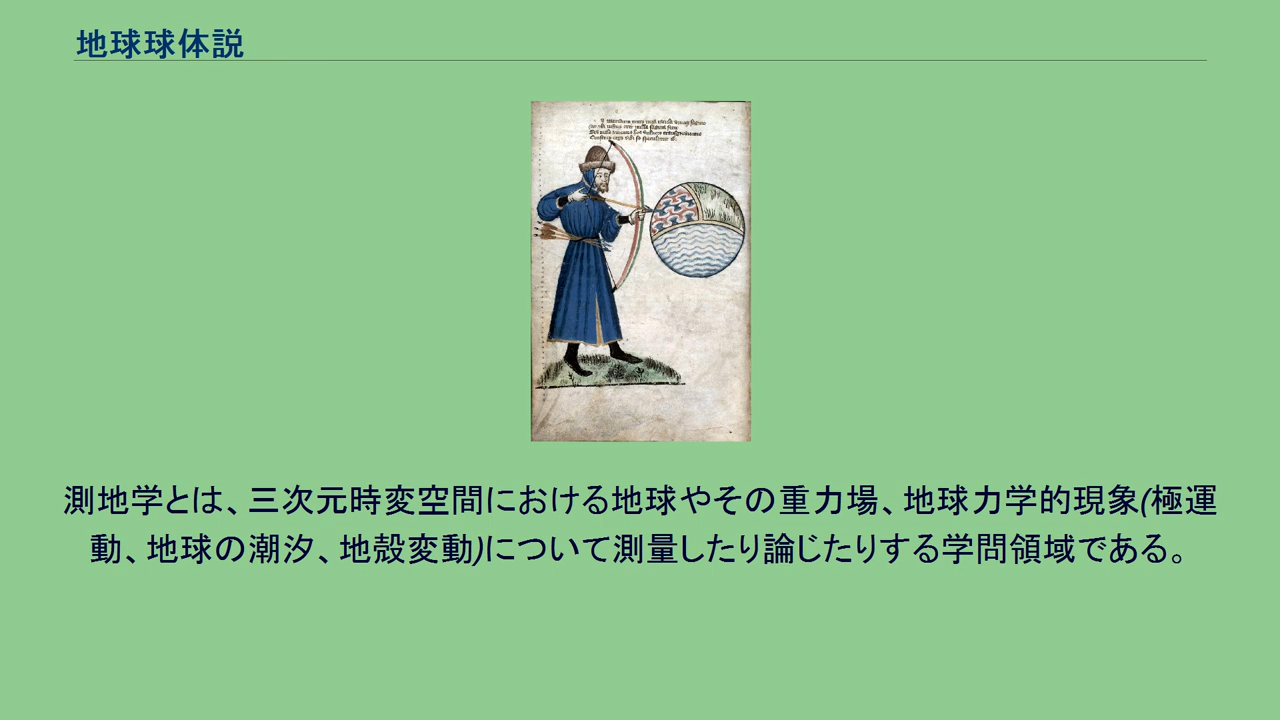 地球球体説
測地学とは、三次元時変空間における地球やその重力場、地球力学的現象(極運
動、地球の潮汐、地殻変動)について測量したり論じたりする学問領域である。